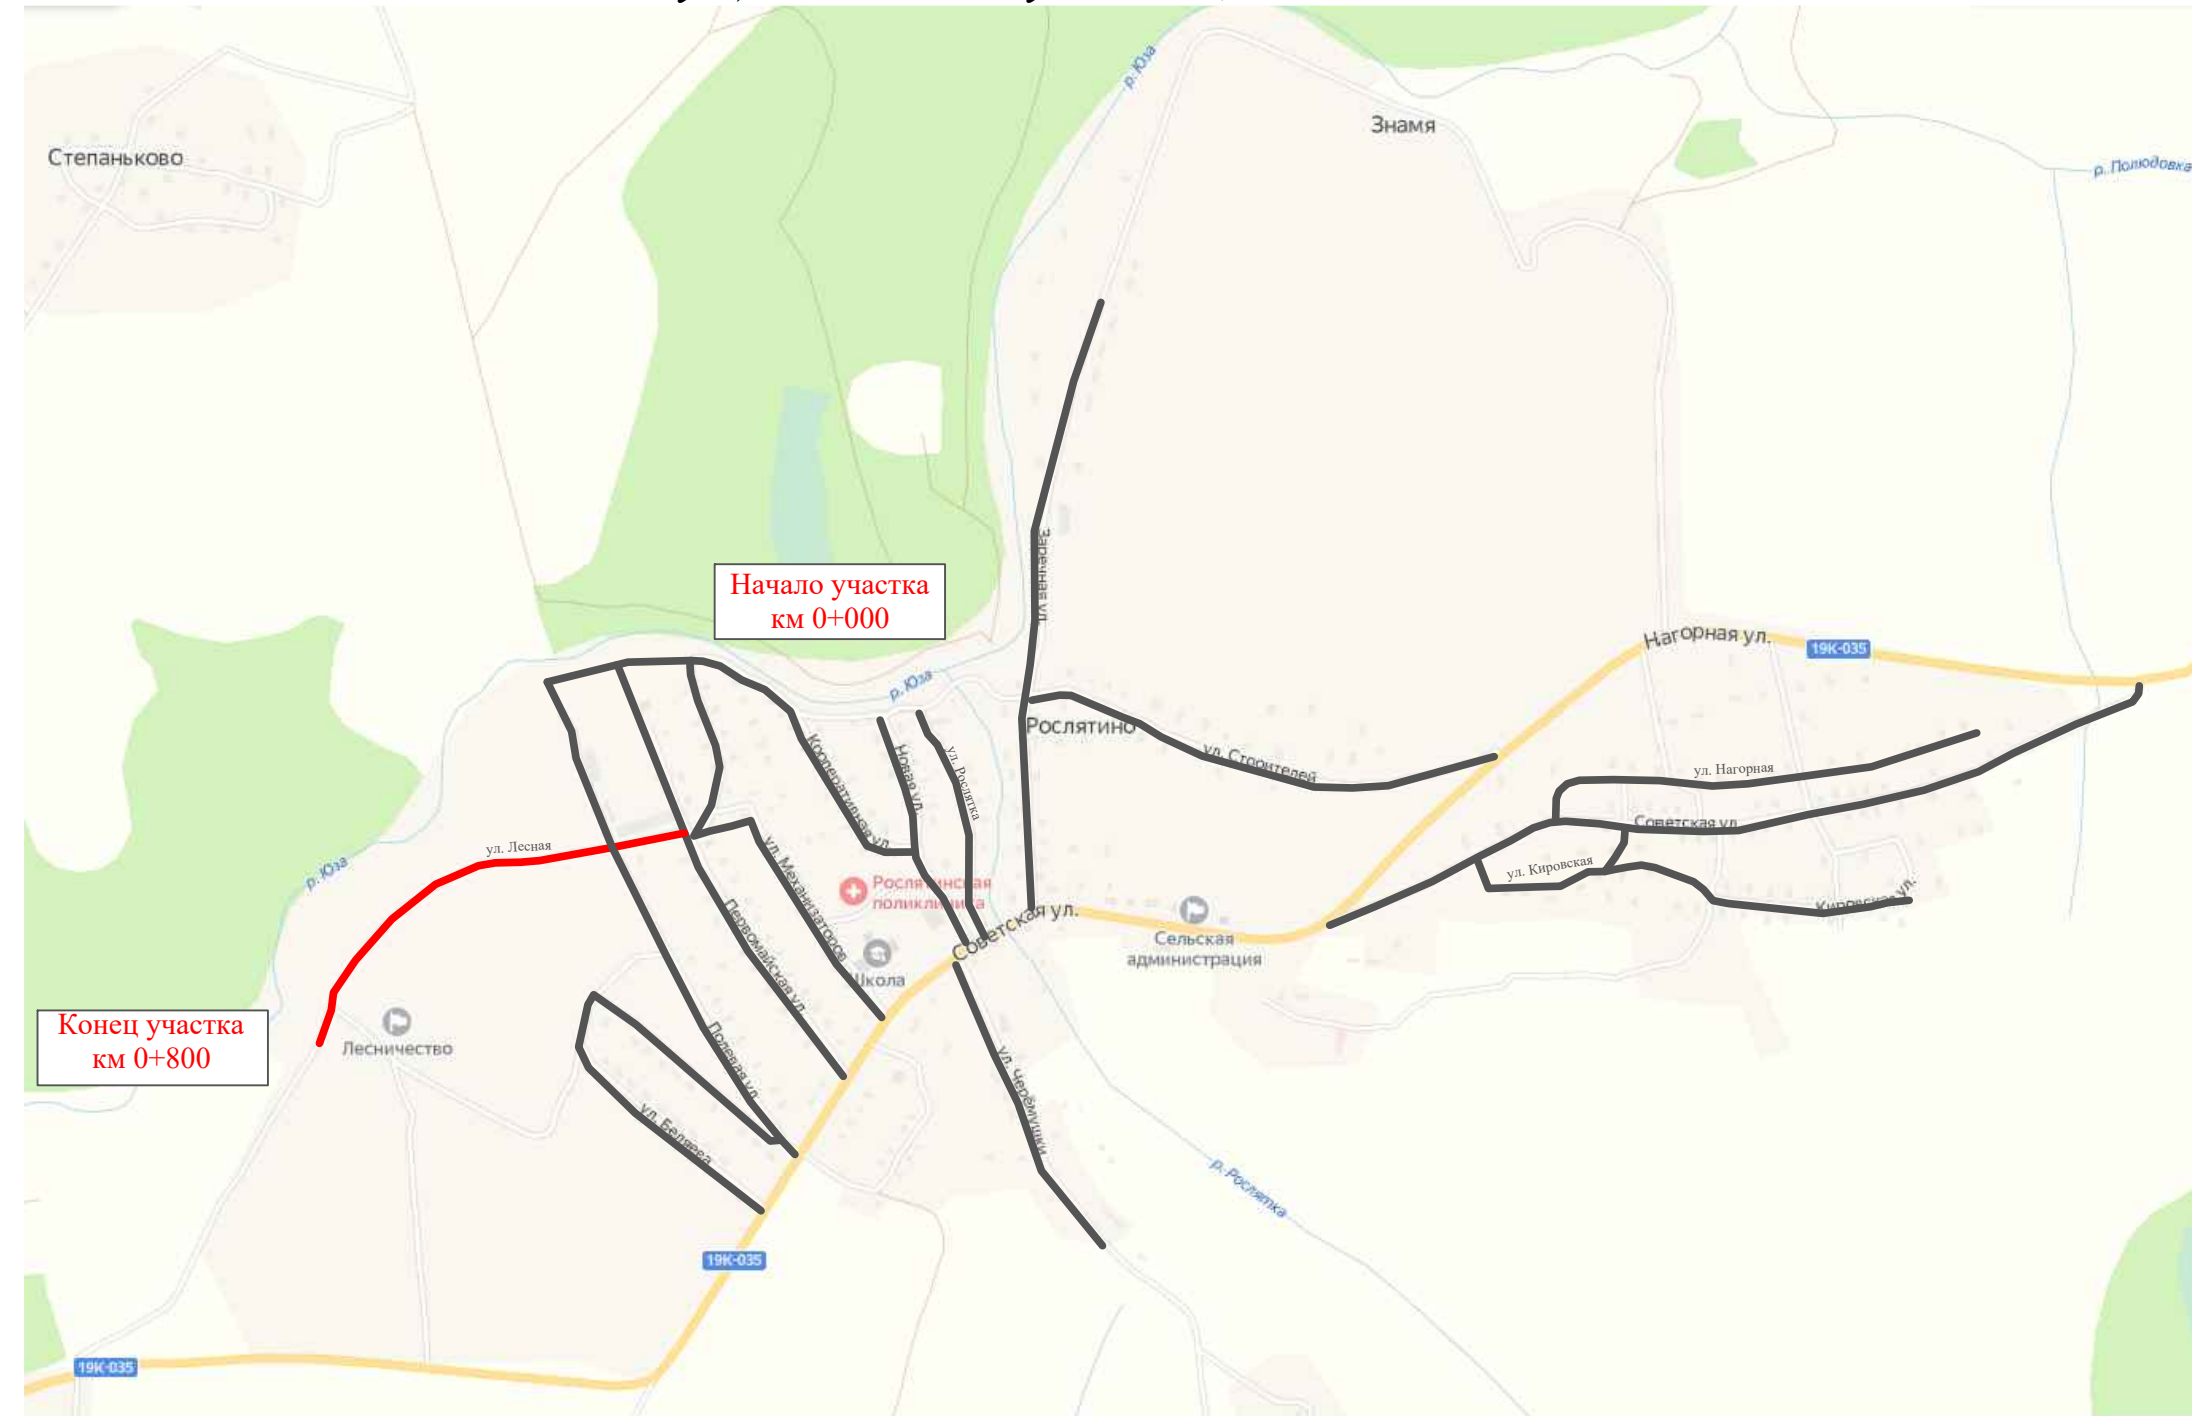 р. Юза
Знамя
Степаньково
р. Полюдовка
Начало участка
км 0+000
Заречная ул.
Нагорная ул.
19К-035
р. Юза
Рослятино
ул. Строителей
ул. Нагорная
Кооперативная ул.
Новая ул.
ул. Рослятка
Советская ул.
ул. Лесная
р. Юза
ул. Механизаторов
Рослятинская
поликлиника
ул. Кировская
Кировская ул.
Первомайская ул.
Советская ул.
Сельская
администрация
Школа
Конец участка
км 0+800
Лесничество
Полевая ул.
ул. Черёмушки
ул. Беляева
р. Рослятка
19К-035
19К-035